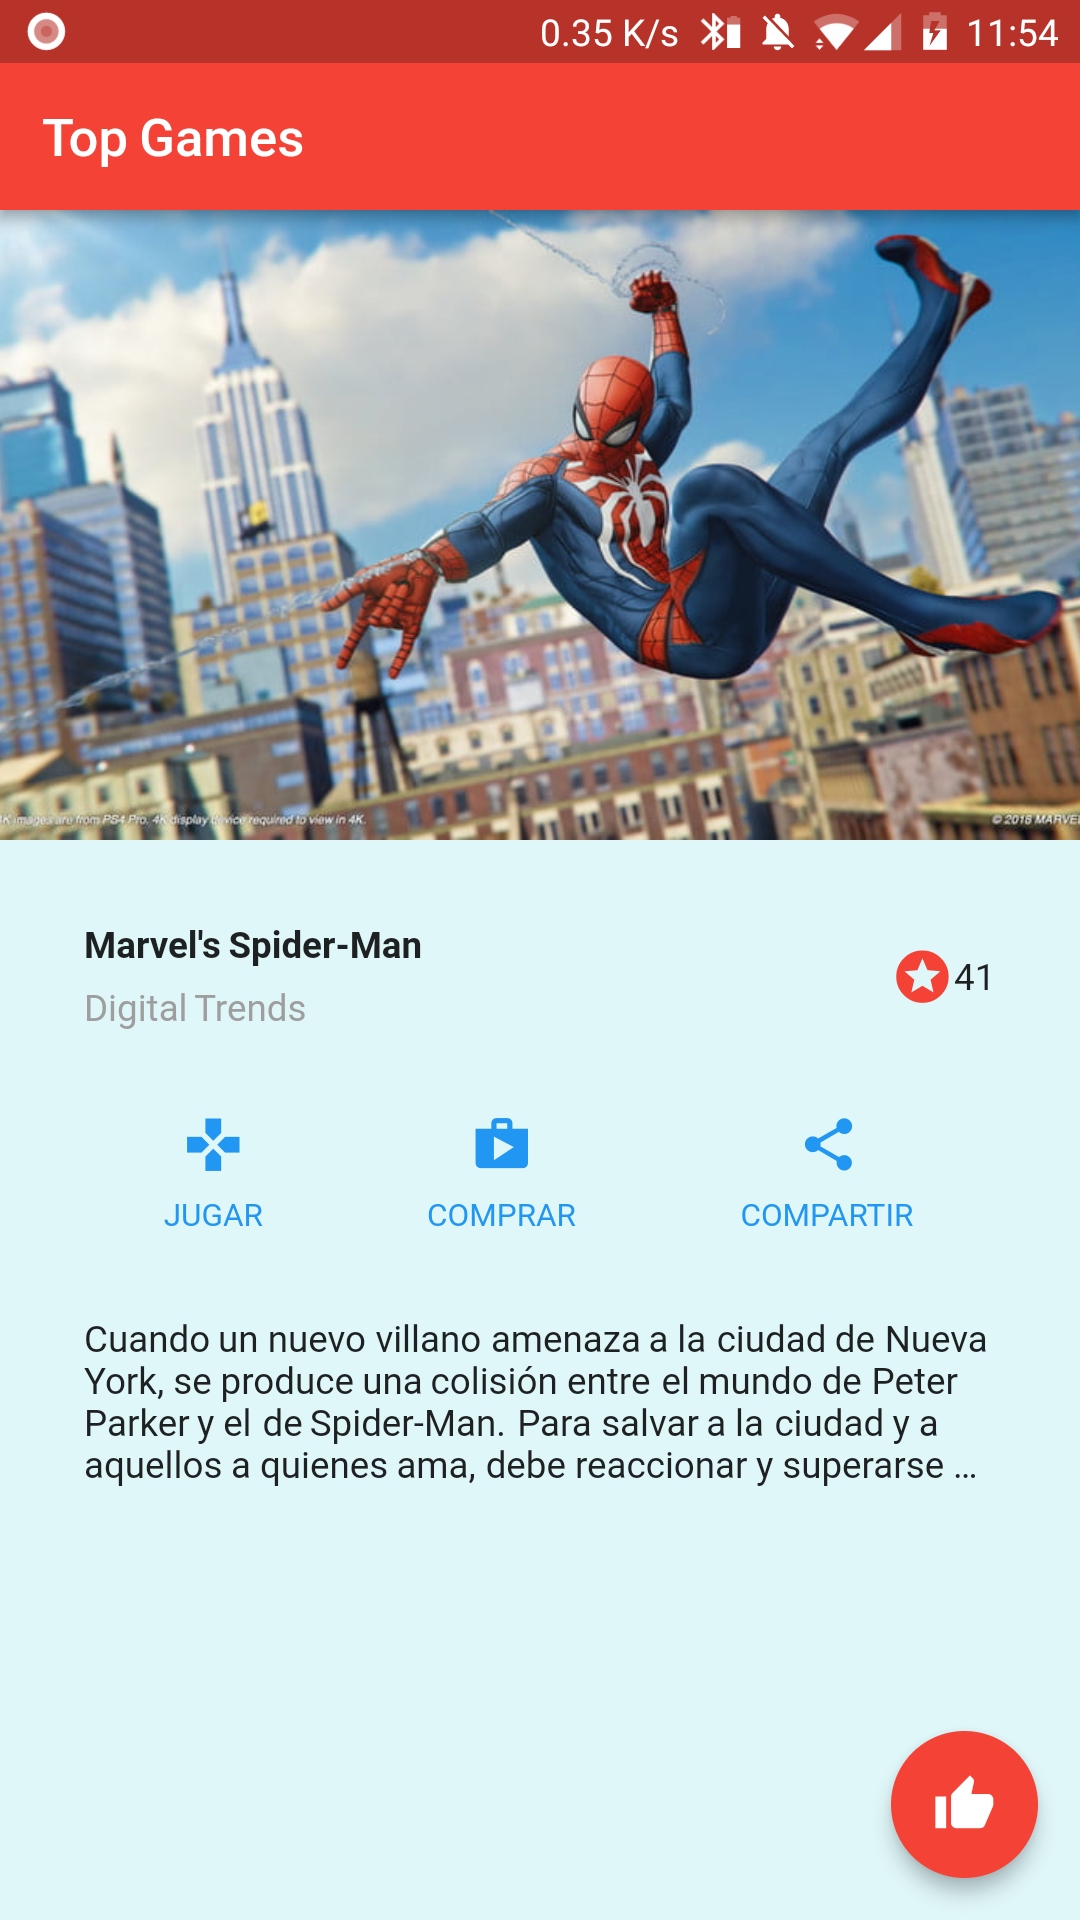 0.35 K/s 11:54
Top Games
4K images are from PS4 Pro. 4K display device required to view in 4K.
© 2018 MARVEL
Marvel's Spider-Man
Digital Trends
41
JUGAR
COMPRAR
COMPARTIR
Cuando un nuevo villano amenaza a la ciudad de Nueva
York, se produce una colisión entre el mundo de Peter
Parker y el de Spider-Man. Para salvar a la ciudad y a
aquellos a quienes ama, debe reaccionar y superarse …